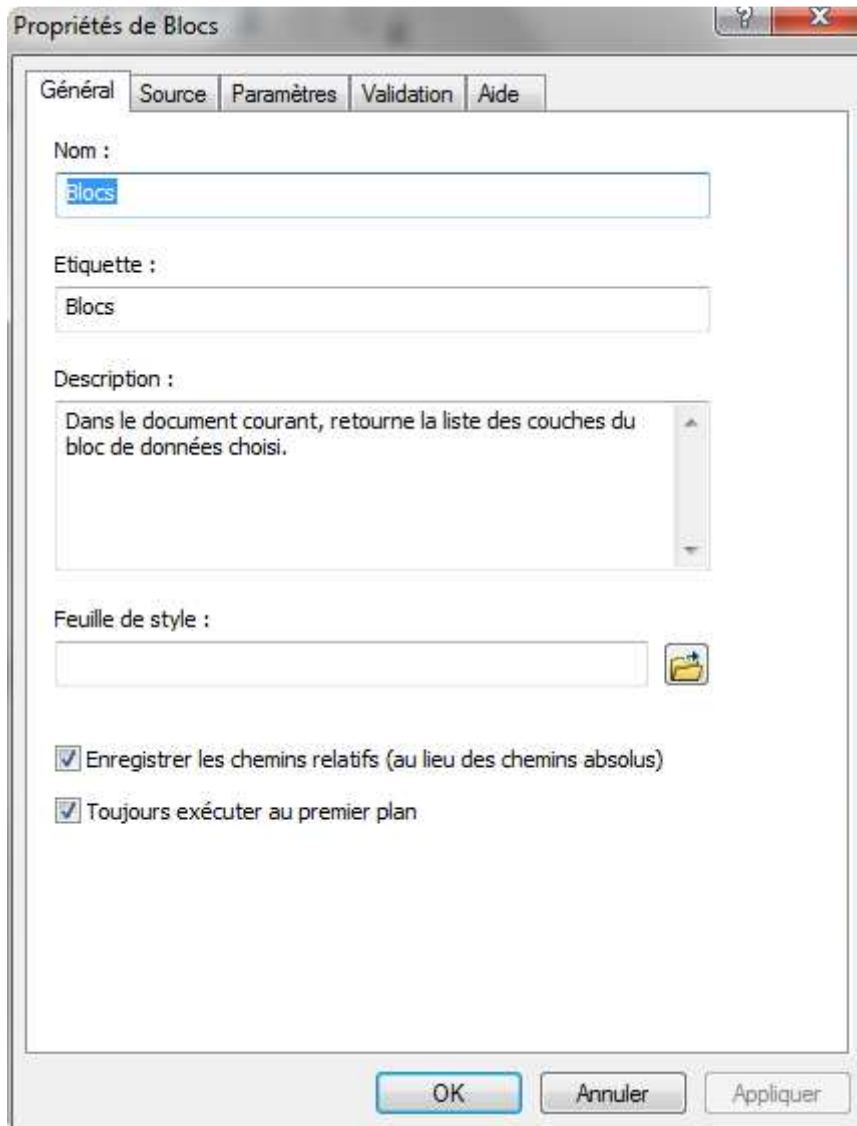 Propriétés de Blocs
?
Général Source Paramètres Validation Aide
Nom :
Blocs
Etiquette :
Blocs
Description :
Dans le document courant, retourne la liste des couches du
bloc de données choisi.
Feuille de style :
Enregistrer les chemins relatifs (au lieu des chemins absolus)
Toujours exécuter au premier plan
OK Annuler Appliquer